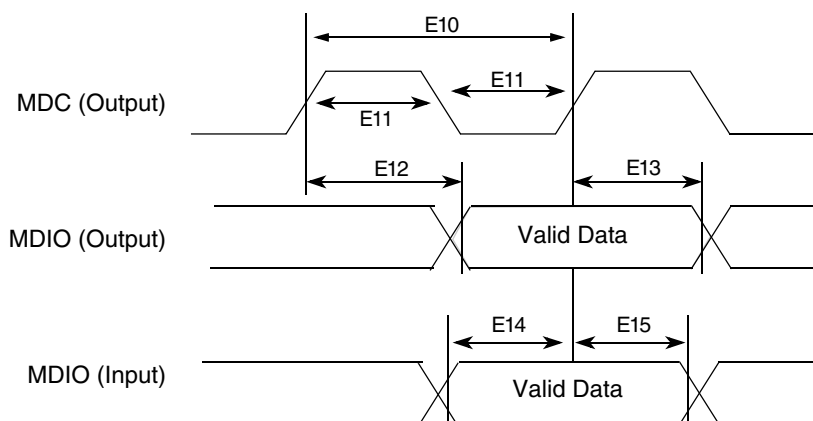 E10
MDC (Output)
E11
E11
E12
E13
MDIO (Output)
Valid Data
E14
E15
MDIO (Input)
Valid Data